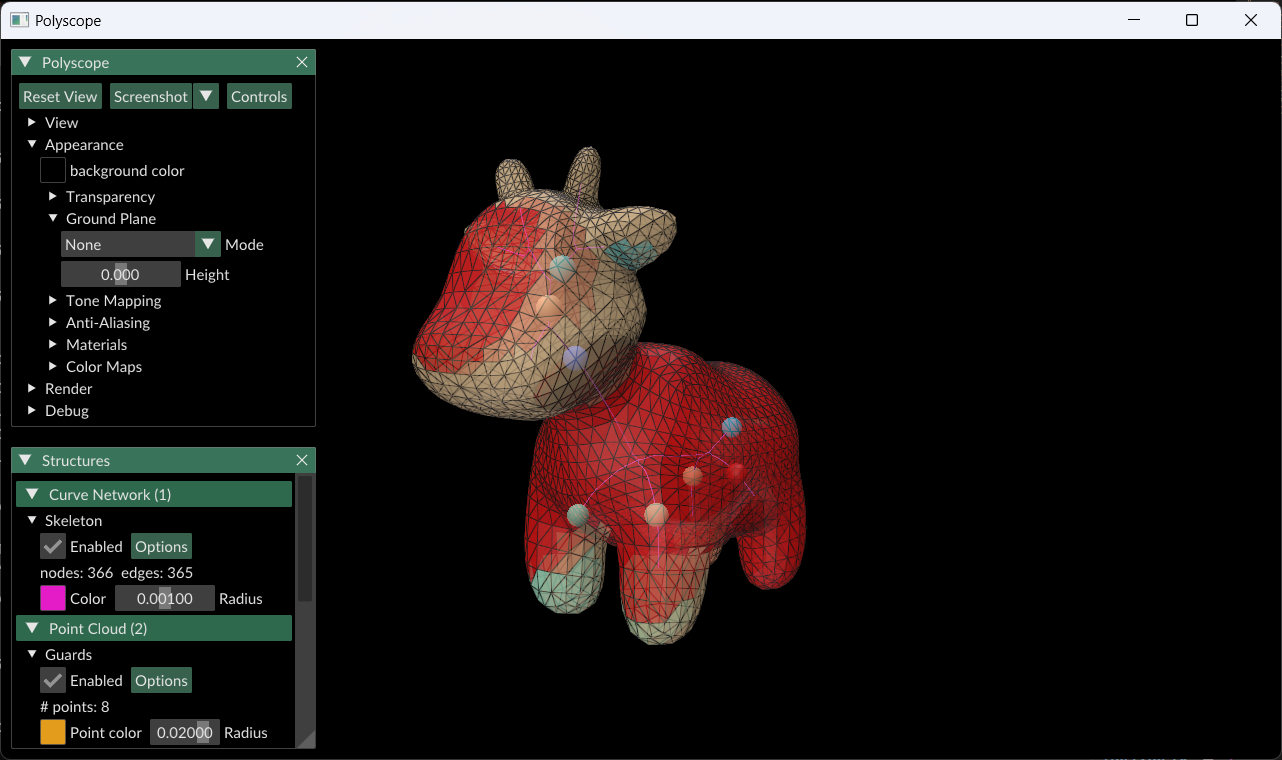 Polyscope
Polyscope
Reset View Screenshot Controls
View
Appearance
background color
Transparency
Ground Plane
None Mode
0.000 Height
Tone Mapping
Anti-Aliasing
Materials
Color Maps
Render
Debug
Structures
Curve Network (1)
Skeleton
Enabled Options
nodes: 366 edges: 365
Color 0.00100 Radius
Point Cloud (2)
Guards
Enabled Options
# points: 8
Point color 0.02000 Radius